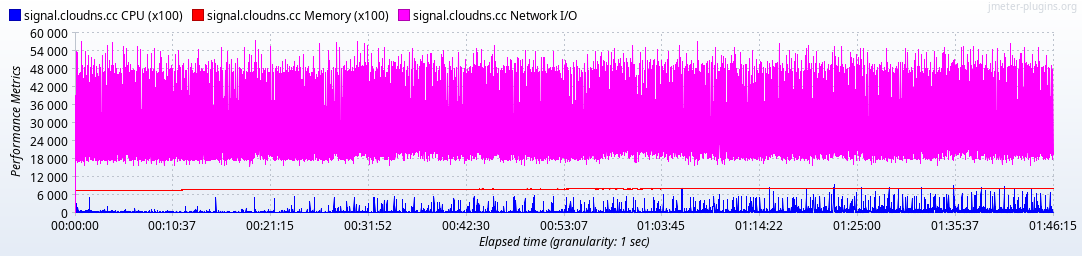 jmeter-plugins.org
signal.cloudns.cc CPU (x100) signal.cloudns.cc Memory (x100) signal.cloudns.cc Network I/O
60 000
54 000
48 000
42 000
36 000
30 000
24 000
18 000
12 000
6 000
0
Performance Metrics
00:00:00 00:10:37 00:21:15 00:31:52 00:42:30 00:53:07 01:03:45 01:14:22 01:25:00 01:35:37 01:46:15
Elapsed time (granularity: 1 sec)